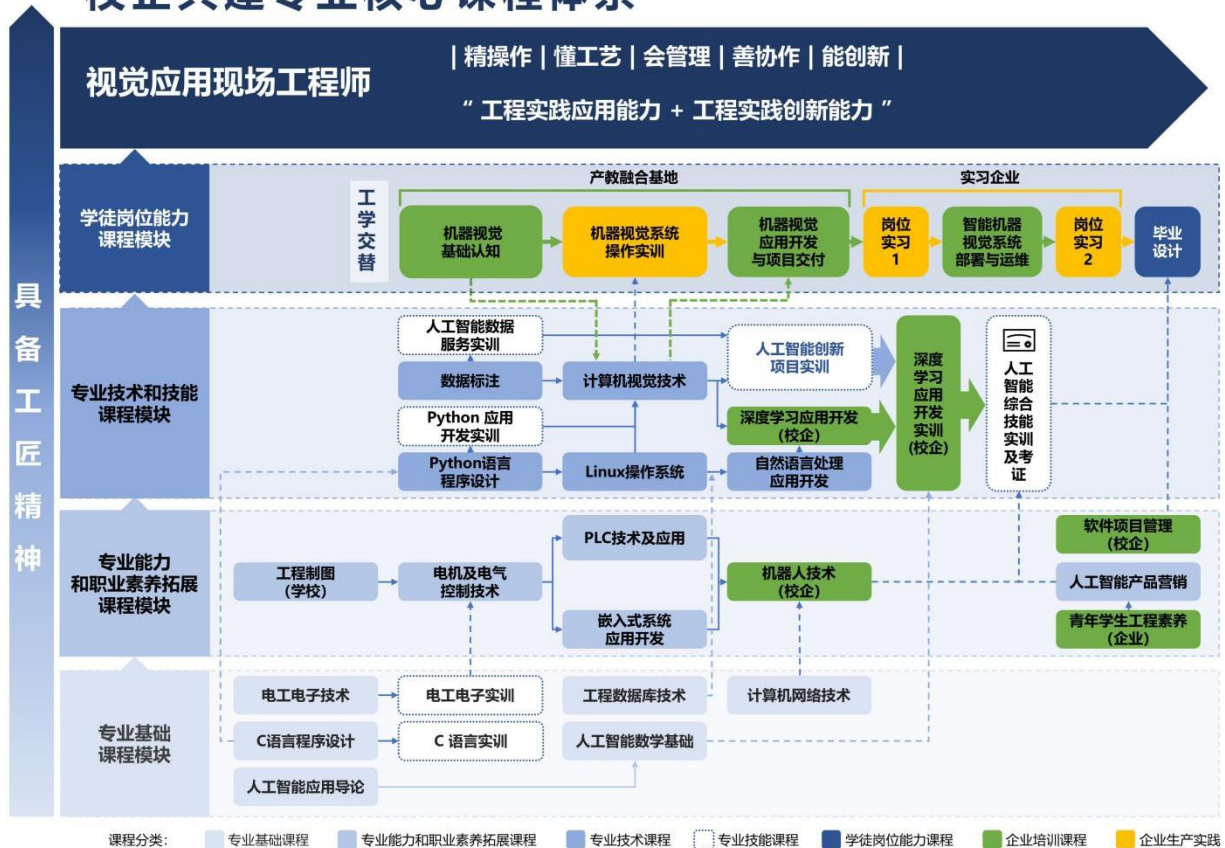 校企共建专业核心课程体系
视觉应用现场工程师
| 精操作 | 懂工艺 | 会管理 | 善协作 | 能创新 |
“ 工程实践应用能力 + 工程实践创新能力 ”
具备工匠精神
学徒岗位能力
课程模块
工学交替
产教融合基地
实习企业
机器视觉
基础认知
机器视觉系统
操作实训
机器视觉
应用开发
与项目交付
岗位
实习
1
智能机器
视觉系统
部署与运维
岗位
实习
2
毕业
设计
专业技术和技能
课程模块
人工智能数据
服务实训
数据标注
计算机视觉技术
人工智能创新
项目实训
Python 应用
开发实训
深度学习应用开发
(校企)
Python语言
程序设计
Linux操作系统
自然语言处理
应用开发
深度
学习
应用
开发
实训
(校企)
人工
智能
综合
技能
实训
及考
证
专业能力
和职业素养拓展
课程模块
工程制图
(学校)
电机及电气
控制技术
PLC技术及应用
嵌入式系统
应用开发
机器人技术
(校企)
软件项目管理
(校企)
人工智能产品营销
青年学生工程素养
(企业)
专业基础
课程模块
电工电子技术
电工电子实训
工程数据库技术
计算机网络技术
C语言程序设计
C 语言实训
人工智能数学基础
人工智能应用导论
课程分类: 专业基础课程 专业能力和职业素养拓展课程 专业技术课程 专业技能课程 学徒岗位能力课程 企业培训课程 企业生产实践